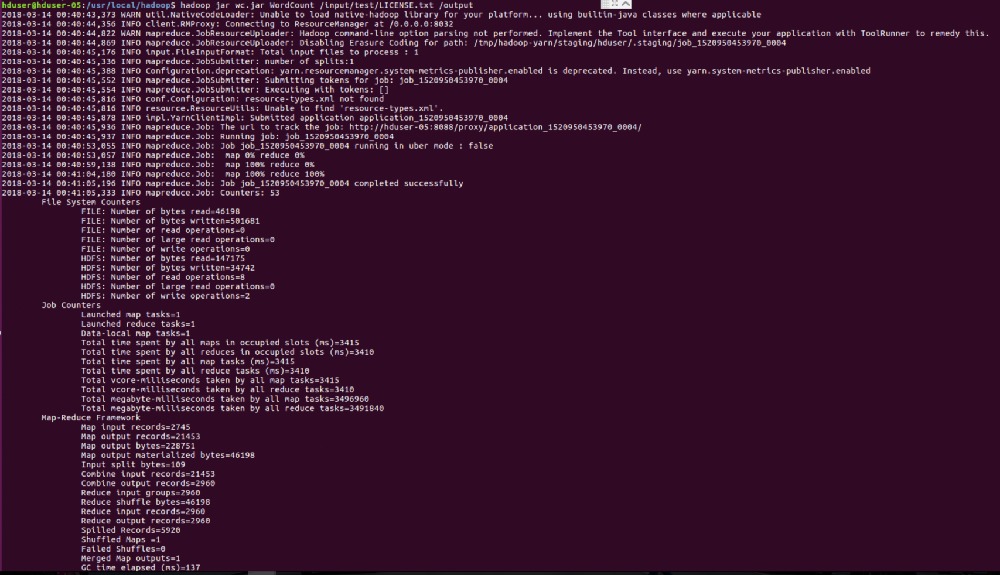 hduser@hduser-05:/usr/local/hadoop$ hadoop jar wc.jar WordCount /input/test/LICENSE.txt /output
2018-03-14 00:40:43,373 WARN util.NativeCodeLoader: Unable to load native-hadoop library for your platform... using builtin-java classes where applicable
2018-03-14 00:40:44,356 INFO client.RMProxy: Connecting to ResourceManager at /0.0.0.0:8032
2018-03-14 00:40:44,822 WARN mapreduce.JobResourceUploader: Hadoop command-line option parsing not performed. Implement the Tool interface and execute your application with ToolRunner to remedy this.
2018-03-14 00:40:44,869 INFO mapreduce.JobResourceUploader: Disabling Erasure Coding for path: /tmp/hadoop-yarn/staging/hduser/.staging/job_1520950453970_0004
2018-03-14 00:40:45,176 INFO input.FileInputFormat: Total input files to process : 1
2018-03-14 00:40:45,336 INFO mapreduce.JobSubmitter: number of splits:1
2018-03-14 00:40:45,388 INFO Configuration.deprecation: yarn.resourcemanager.system-metrics-publisher.enabled is deprecated. Instead, use yarn.system-metrics-publisher.enabled
2018-03-14 00:40:45,552 INFO mapreduce.JobSubmitter: Submitting tokens for job: job_1520950453970_0004
2018-03-14 00:40:45,554 INFO mapreduce.JobSubmitter: Executing with tokens: []
2018-03-14 00:40:45,816 INFO conf.Configuration: resource-types.xml not found
2018-03-14 00:40:45,816 INFO resource.ResourceUtils: Unable to find 'resource-types.xml'.
2018-03-14 00:40:45,878 INFO impl.YarnClientImpl: Submitted application application_1520950453970_0004
2018-03-14 00:40:45,936 INFO mapreduce.Job: The url to track the job: http://hduser-05:8088/proxy/application_1520950453970_0004/
2018-03-14 00:40:45,937 INFO mapreduce.Job: Running job: job_1520950453970_0004
2018-03-14 00:40:53,055 INFO mapreduce.Job: Job job_1520950453970_0004 running in uber mode : false
2018-03-14 00:40:53,057 INFO mapreduce.Job:  map 0% reduce 0%
2018-03-14 00:40:59,138 INFO mapreduce.Job:  map 100% reduce 0%
2018-03-14 00:41:04,180 INFO mapreduce.Job:  map 100% reduce 100%
2018-03-14 00:41:05,196 INFO mapreduce.Job: Job job_1520950453970_0004 completed successfully
2018-03-14 00:41:05,333 INFO mapreduce.Job: Counters: 53
File System Counters
FILE: Number of bytes read=46198
FILE: Number of bytes written=501681
FILE: Number of read operations=0
FILE: Number of large read operations=0
FILE: Number of write operations=0
HDFS: Number of bytes read=147175
HDFS: Number of bytes written=34742
HDFS: Number of read operations=8
HDFS: Number of large read operations=0
HDFS: Number of write operations=2
Job Counters
Launched map tasks=1
Launched reduce tasks=1
Data-local map tasks=1
Total time spent by all maps in occupied slots (ms)=3415
Total time spent by all reduces in occupied slots (ms)=3410
Total time spent by all map tasks (ms)=3415
Total time spent by all reduce tasks (ms)=3410
Total vcore-milliseconds taken by all map tasks=3415
Total vcore-milliseconds taken by all reduce tasks=3410
Total megabyte-milliseconds taken by all map tasks=3496960
Total megabyte-milliseconds taken by all reduce tasks=3491840
Map-Reduce Framework
Map input records=2745
Map output records=21453
Map output bytes=228751
Map output materialized bytes=46198
Input split bytes=109
Combine input records=21453
Combine output records=2960
Reduce input groups=2960
Reduce shuffle bytes=46198
Reduce input records=2960
Reduce output records=2960
Spilled Records=5920
Shuffled Maps =1
Failed Shuffles=0
Merged Map outputs=1
GC time elapsed (ms)=137